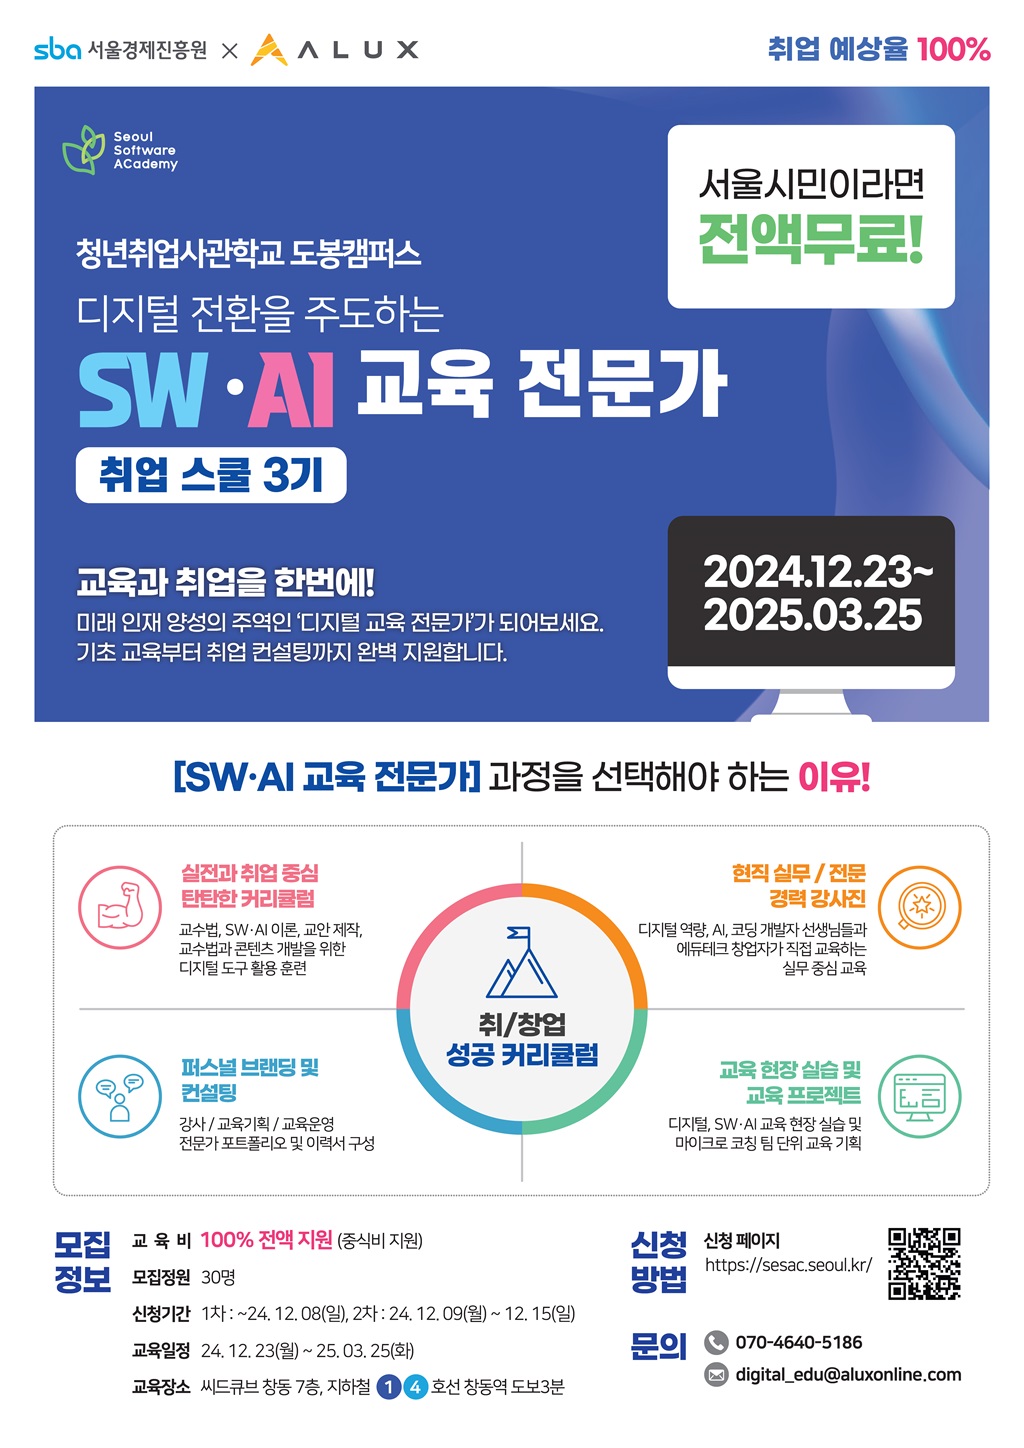 sba 서울경제진흥원 × ALUX
취업 예상율 100%
Seoul
Software
ACademy
서울시민이라면
전액무료!
청년취업사관학교 도봉캠퍼스
디지털 전환을 주도하는
SW·AI 교육 전문가
취업 스쿨 3기
교육과 취업을 한번에!
미래 인재 양성의 주역인 '디지털 교육 전문가'가 되어보세요.
기초 교육부터 취업 컨설팅까지 완벽 지원합니다.
2024.12.23~
2025.03.25
[SW·AI 교육 전문가] 과정을 선택해야 하는 이유!
실전과 취업 중심
탄탄한 커리큘럼
교수법, SW·AI 이론, 교안 제작,
교수법과 콘텐츠 개발을 위한
디지털 도구 활용 훈련
현직 실무 / 전문
경력 강사진
디지털 역량, AI, 코딩 개발자 선생님들과
에듀테크 창업자가 직접 교육하는
실무 중심 교육
취/창업
성공 커리큘럼
퍼스널 브랜딩 및
컨설팅
강사 / 교육기획 / 교육운영
전문가 포트폴리오 및 이력서 구성
교육 현장 실습 및
교육 프로젝트
디지털, SW·AI 교육 현장 실습 및
마이크로 코칭 팀 단위 교육 기획
모집
정보
교육비 100% 전액 지원 (중식비 지원)
모집정원 30명
신청기간 1차 : ~24. 12. 08(일), 2차 : 24. 12. 09(월) ~ 12. 15(일)
교육일정 24. 12. 23(월) ~ 25. 03. 25(화)
교육장소 씨드큐브 창동 7층, 지하철 1 4 호선 창동역 도보3분
신청
방법
신청 페이지
https://sesac.seoul.kr/
문의
070-4640-5186
digital_edu@aluxonline.com